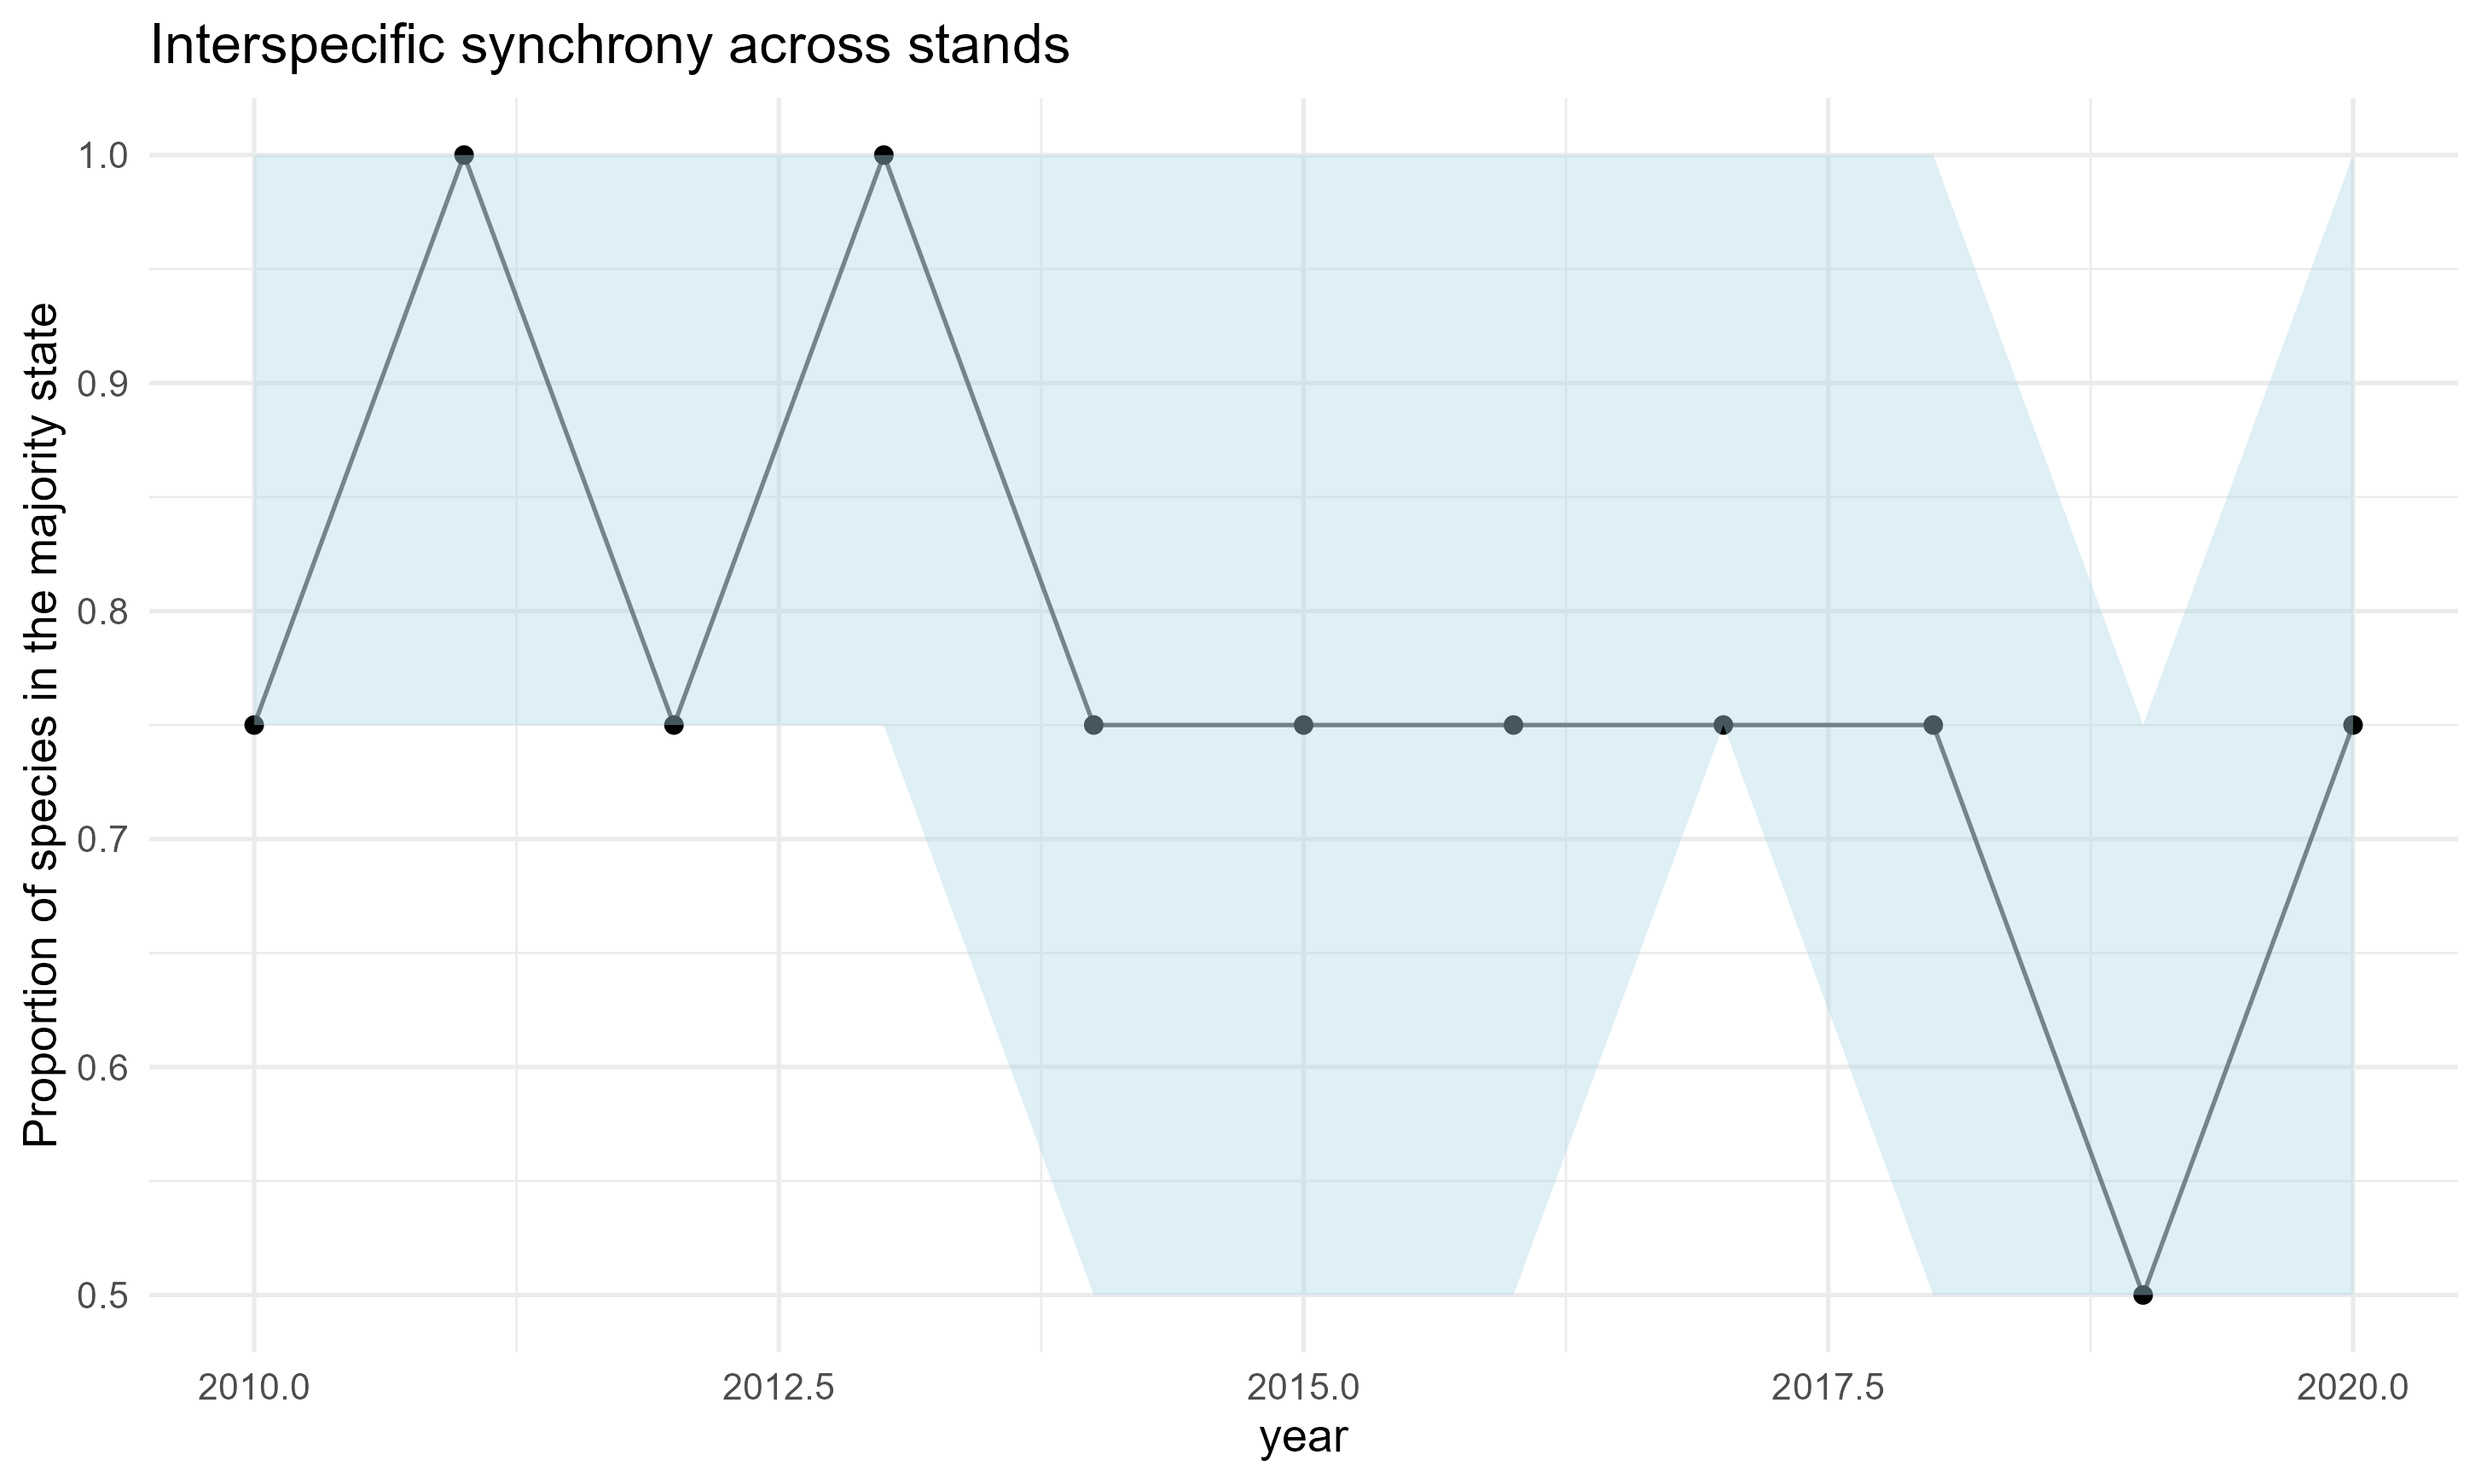 Interspecific synchrony across stands
Proportion of species in the majority state
1.0
0.9
0.8
0.7
0.6
0.5
2010.0 2012.5 2015.0 2017.5 2020.0
year